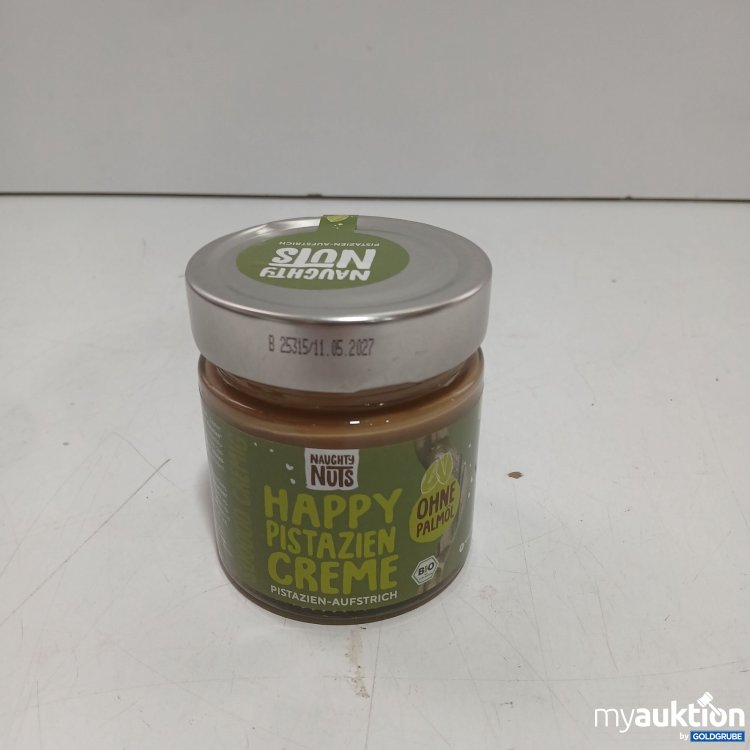 NAUGHTY
NUTS
PISTAZIEN-AUFSTRICH
B 25315/11.05.2027
NAUGHTY
NUTS
HAPPY
PISTAZIEN
CREME
PISTAZIEN-AUFSTRICH
OHNE
PALMÖL
BIO
myauktion
by GOLDGRUBE